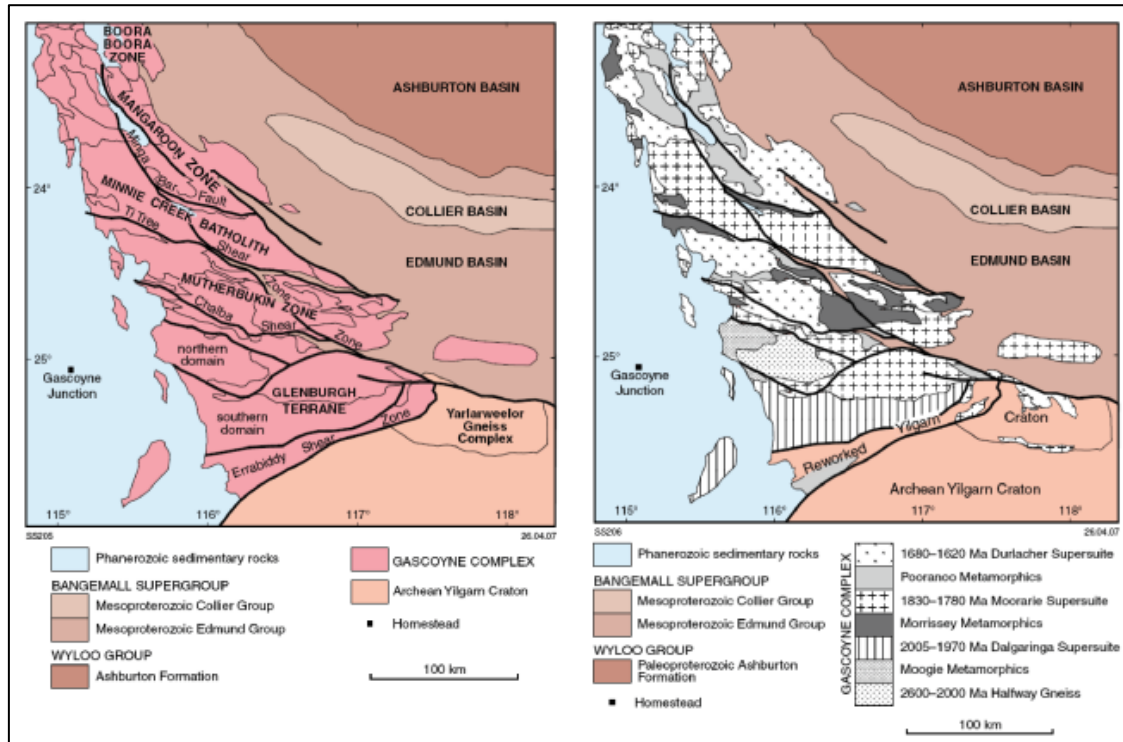 BOORA
BOORA
ZONE
ASHBURTON BASIN
MANGAROON ZONE
Minga Bar Fault
24°
COLLIER BASIN
MINNIE CREEK BATHOLITH
Ti Tree Shear Zone
EDMUND BASIN
MUTHERBUKIN ZONE
Chalba Shear Zone
northern
domain
25°
Gascoyne
Junction
GLENBURGH
TERRANE
southern
domain
Yarlarweelor
Gneiss
Complex
Errabiddy Shear Zone
115°
116°
117°
118°
SS205
26.04.07
Phanerozoic sedimentary rocks
BANGEMALL SUPERGROUP
Mesoproterozoic Collier Group
Mesoproterozoic Edmund Group
WYLOO GROUP
Ashburton Formation
GASCOYNE COMPLEX
Archean Yilgarn Craton
Homestead
100 km
ASHBURTON BASIN
24°
COLLIER BASIN
EDMUND BASIN
25°
Gascoyne
Junction
Reworked Yilgarn Craton
Archean Yilgarn Craton
115°
116°
117°
118°
SS206
26.04.07
Phanerozoic sedimentary rocks
BANGEMALL SUPERGROUP
Mesoproterozoic Collier Group
Mesoproterozoic Edmund Group
WYLOO GROUP
Paleoproterozoic Ashburton
Formation
Homestead
GASCOYNE COMPLEX
1680–1620 Ma Durlacher Supersuite
Pooranoo Metamorphics
1830–1780 Ma Moorarie Supersuite
Morrissey Metamorphics
2005–1970 Ma Dalgaringa Supersuite
Moogie Metamorphics
2600–2000 Ma Halfway Gneiss
100 km